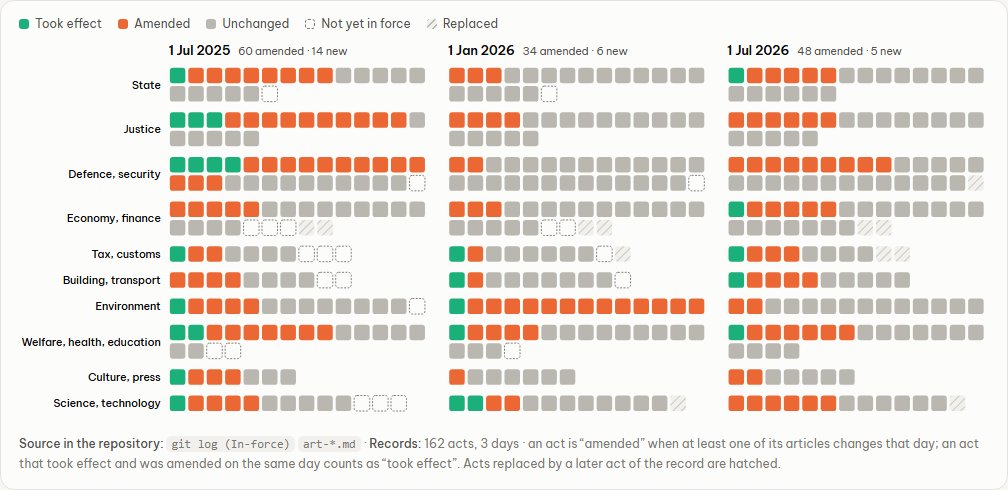 Took effect Amended Unchanged Not yet in force Replaced
1 Jul 2025 60 amended · 14 new 1 Jan 2026 34 amended · 6 new 1 Jul 2026 48 amended · 5 new
State
Justice
Defence, security
Economy, finance
Tax, customs
Building, transport
Environment
Welfare, health, education
Culture, press
Science, technology
Source in the repository: git log (In-force) art-*.md · Records: 162 acts, 3 days · an act is “amended” when at least one of its articles changes that day; an act
that took effect and was amended on the same day counts as “took effect”. Acts replaced by a later act of the record are hatched.